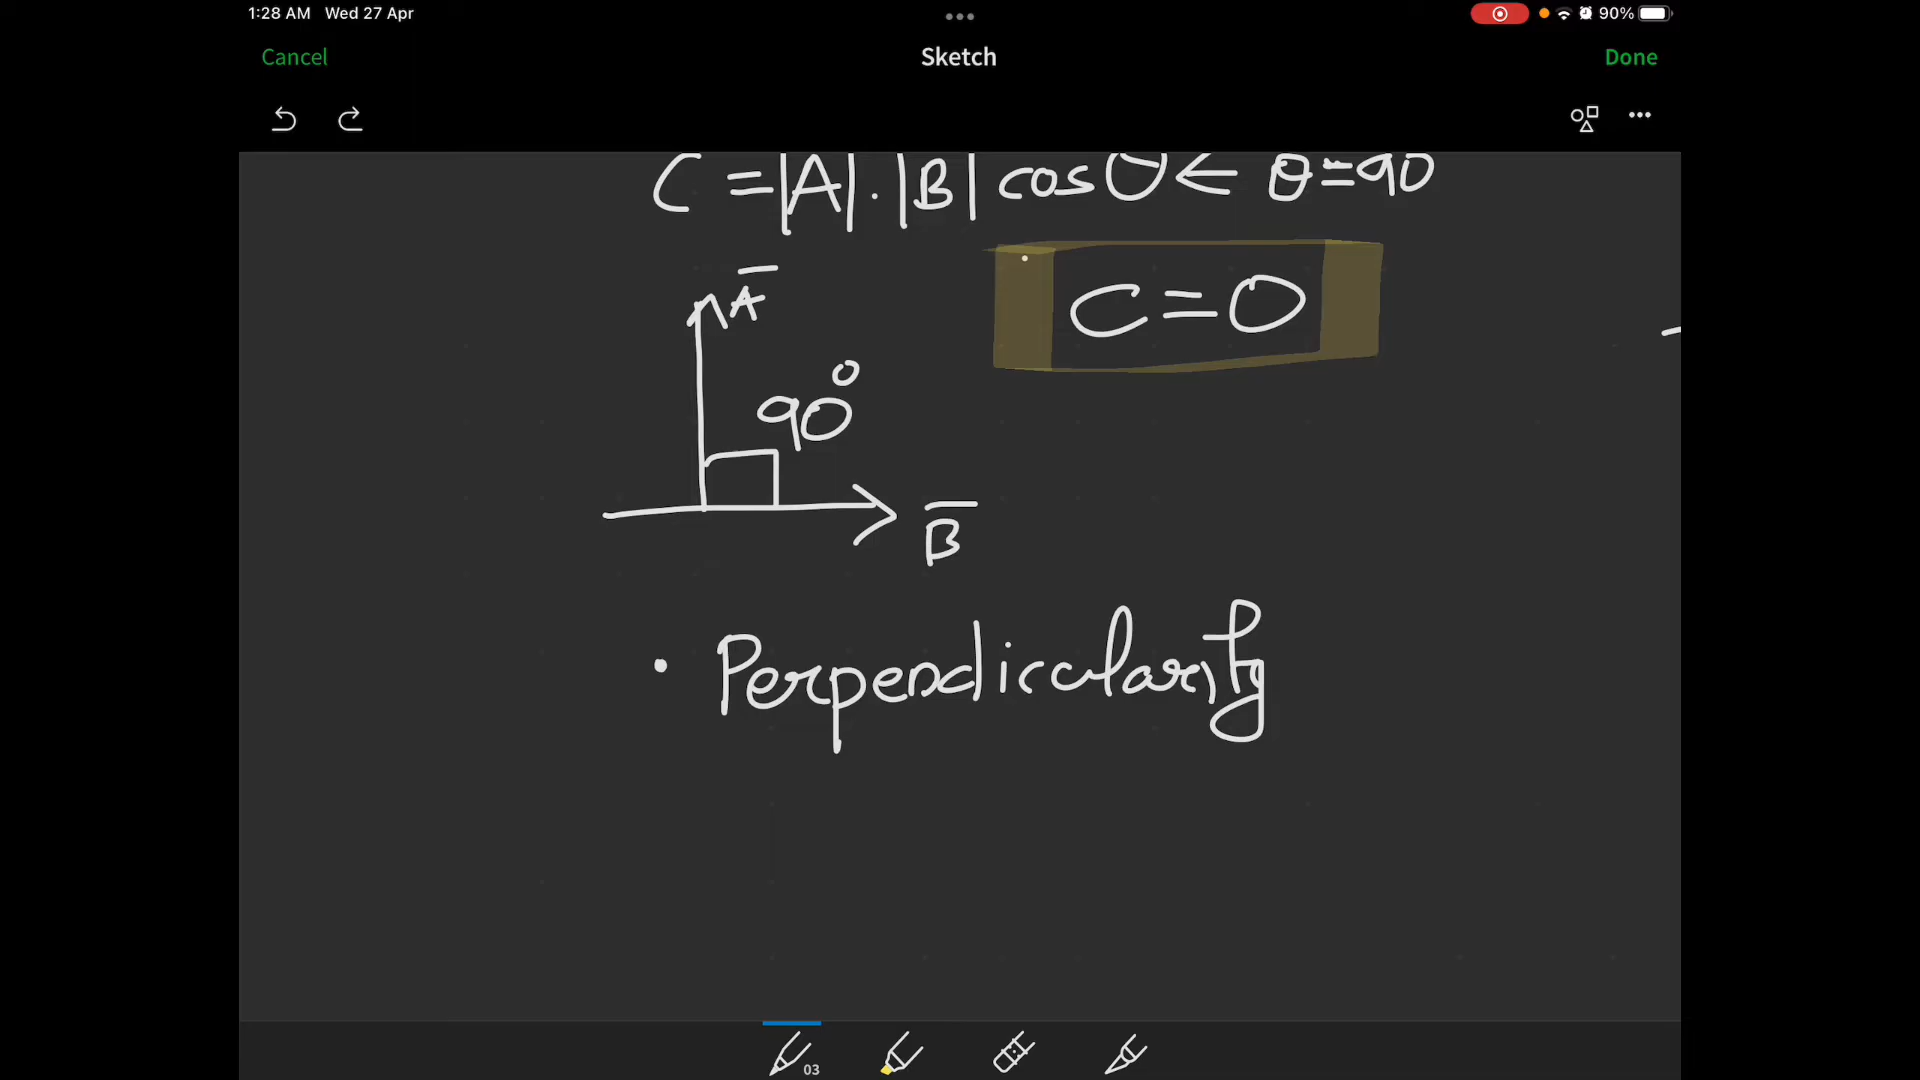 1:28 AM Wed 27 Apr
90%
Cancel
Sketch
Done
C = |A| . |B| cos θ ← θ = 90
A̅
C = 0
90°
B̅
• Perpendicularity
03